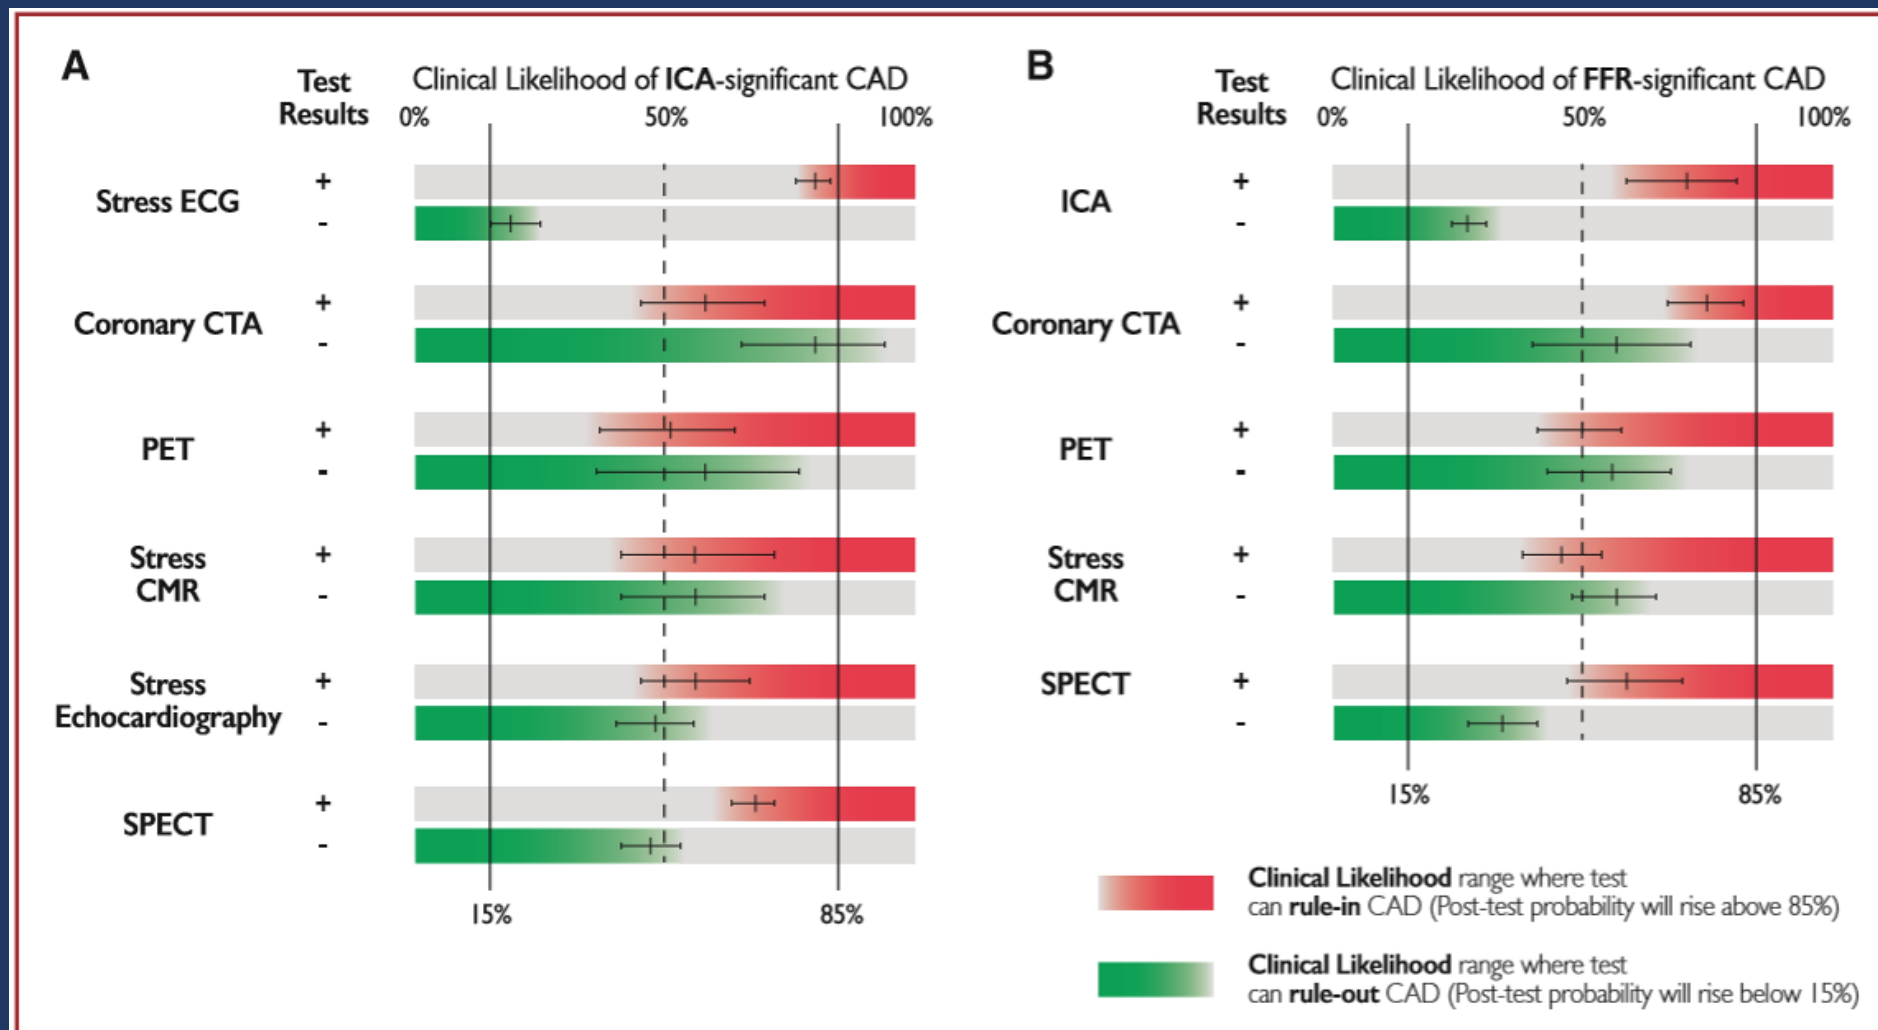 A
Test
Results
Clinical Likelihood of ICA-significant CAD
0% 50% 100%
Stress ECG
+
-
Coronary CTA
+
-
PET
+
-
Stress
CMR
+
-
Stress
Echocardiography
+
-
SPECT
+
-
15% 85%
B
Test
Results
Clinical Likelihood of FFR-significant CAD
0% 50% 100%
ICA
+
-
Coronary CTA
+
-
PET
+
-
Stress
CMR
+
-
SPECT
+
-
15% 85%
Clinical Likelihood range where test
can rule-in CAD (Post-test probability will rise above 85%)
Clinical Likelihood range where test
can rule-out CAD (Post-test probability will rise below 15%)